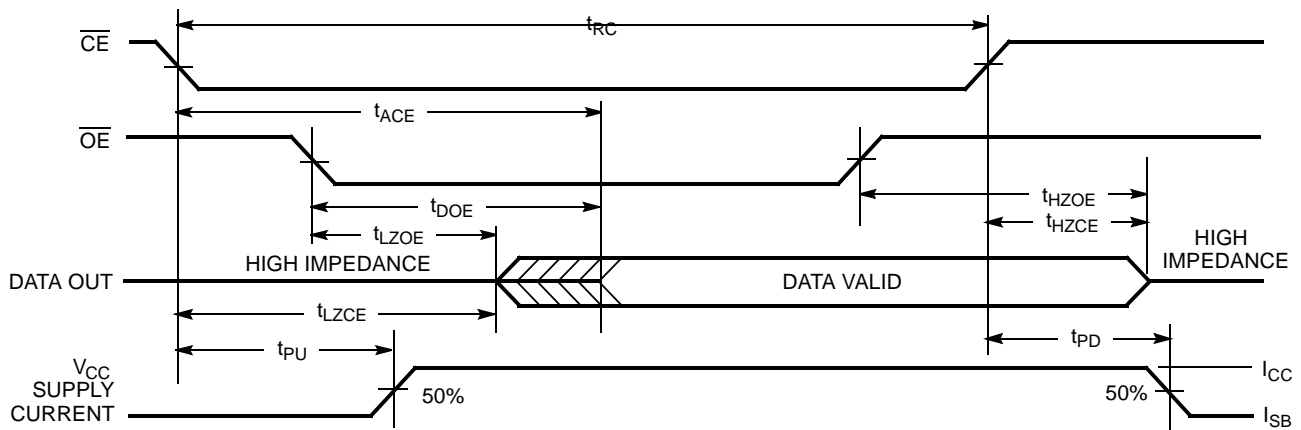 tRC
CE
tACE
OE
tHZOE
tDOE
tHZCE
tLZOE
HIGH
IMPEDANCE
HIGH IMPEDANCE
DATA OUT
DATA VALID
tLZCE
tPU
tPD
VCC
SUPPLY
CURRENT
50%
50%
ICC
ISB